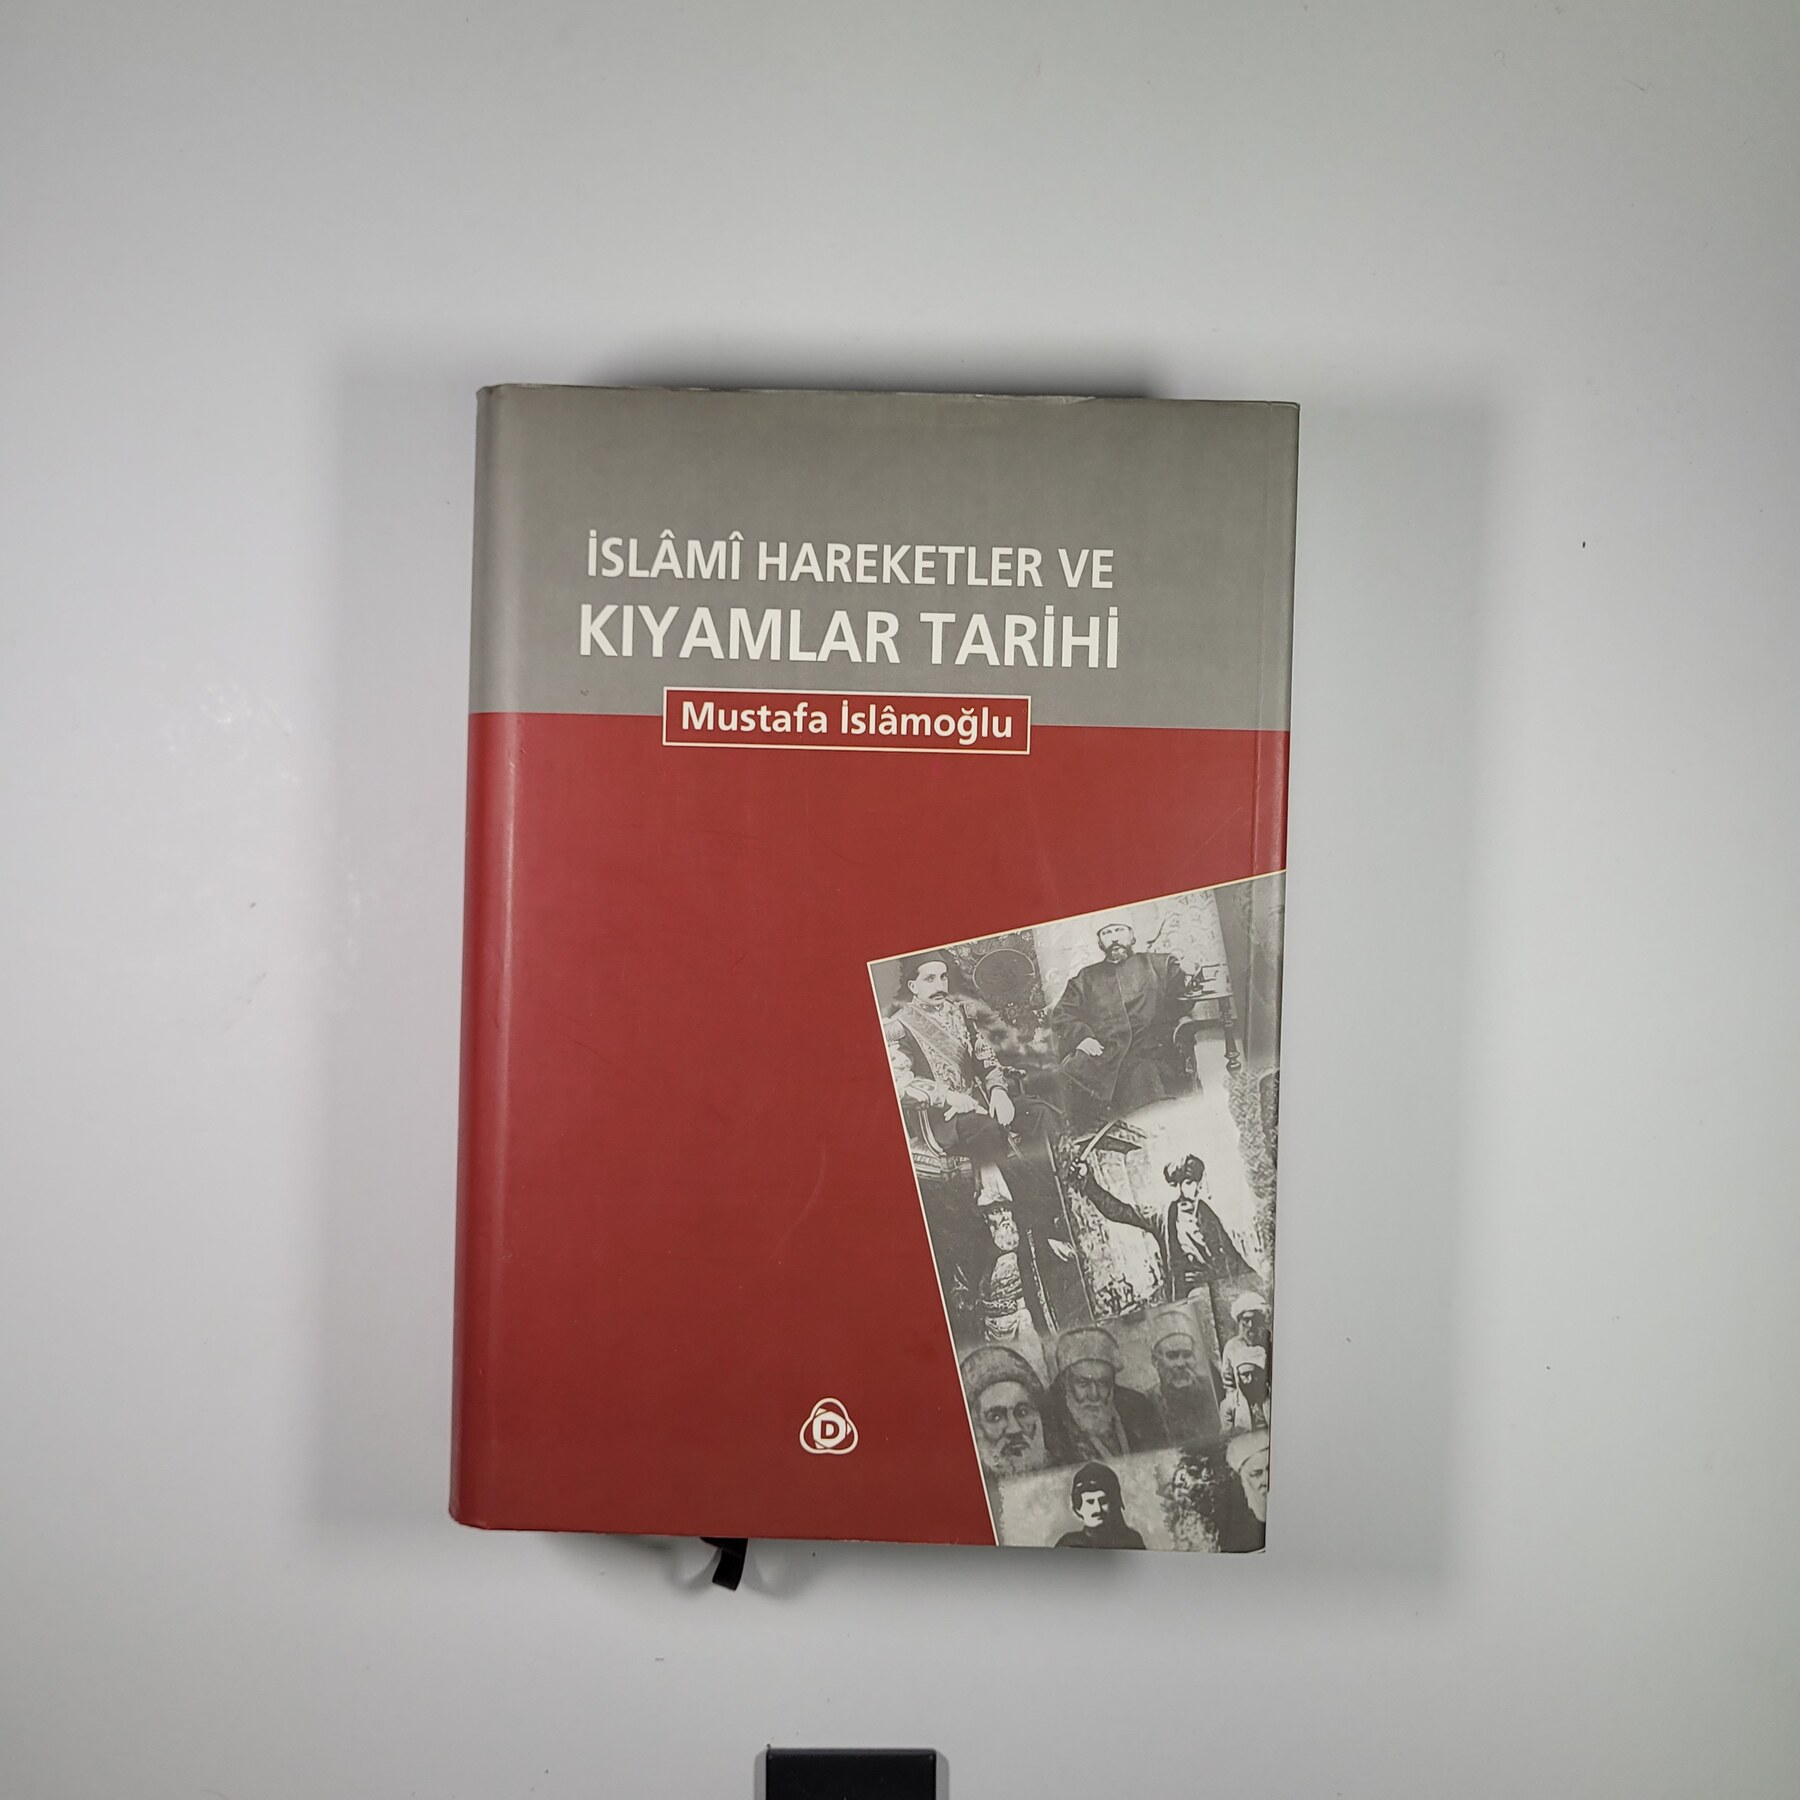 İSLÂMÎ HAREKETLER VE
KIYAMLAR TARİHİ
Mustafa İslâmoğlu
D